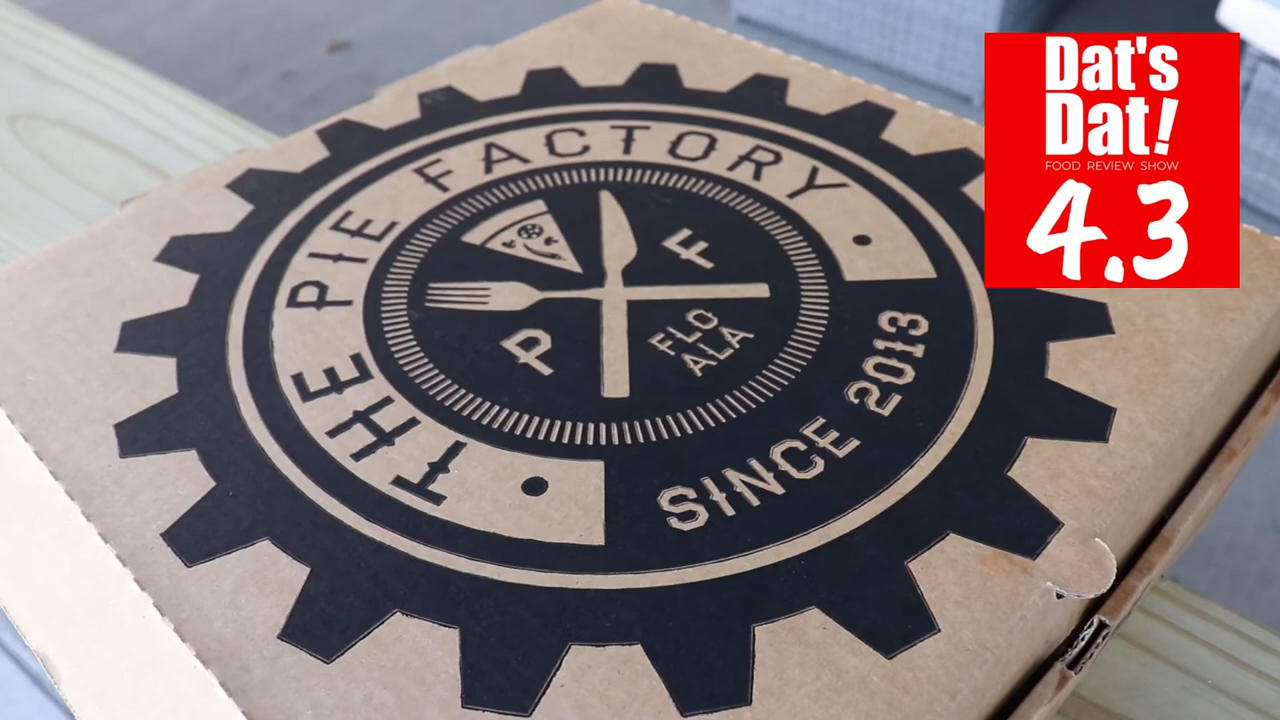 THE PIE FACTORY
P F
FLO
ALA
SINCE 2013
Dat's
Dat!
FOOD REVIEW SHOW
4.3